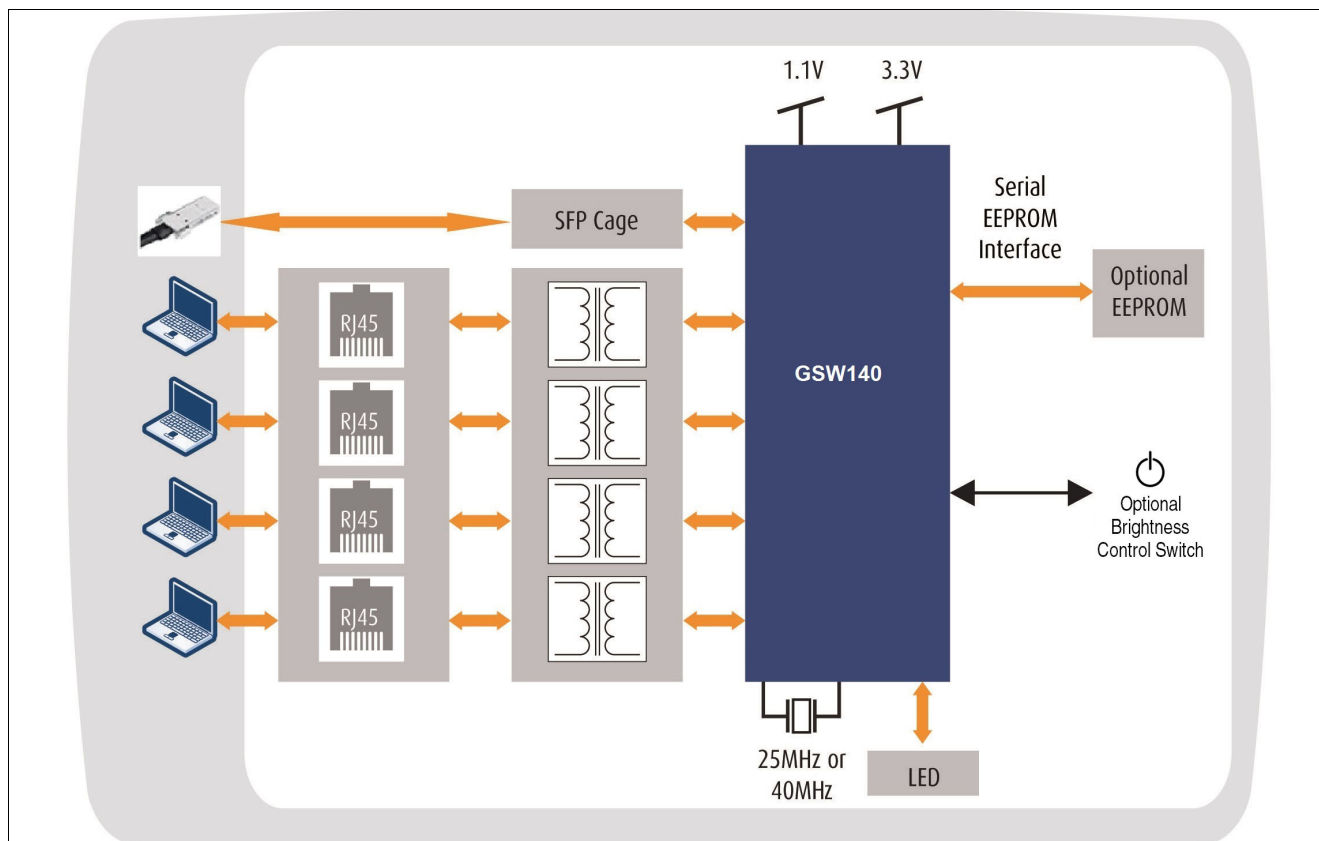 1.1V
3.3V
SFP Cage
Serial
EEPROM
Interface
Optional
EEPROM
RJ45
RJ45
RJ45
RJ45
GSW140
Optional
Brightness
Control Switch
25MHz or
40MHz
LED